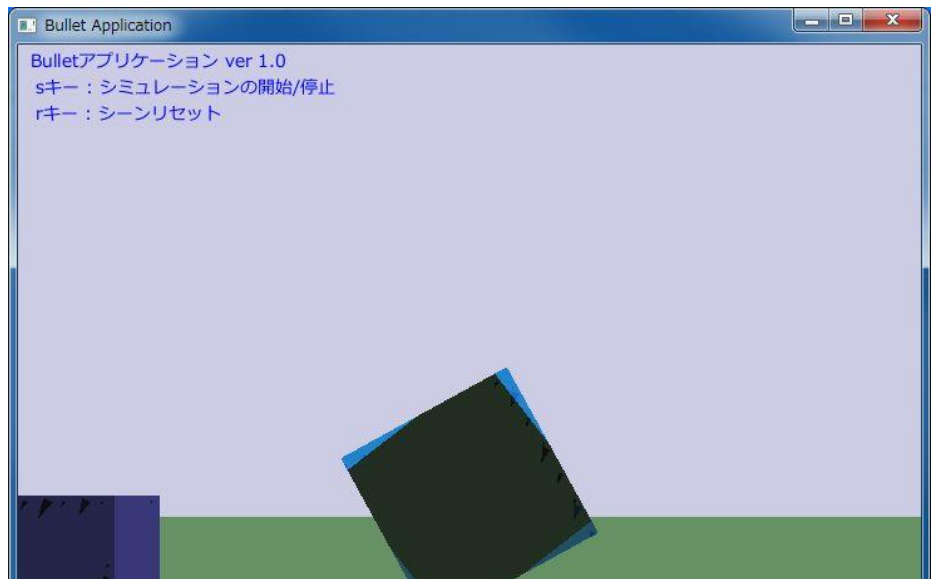 Bullet Application
Bulletアプリケーション ver 1.0
sキー : シミュレーションの開始/停止
rキー : シーンリセット